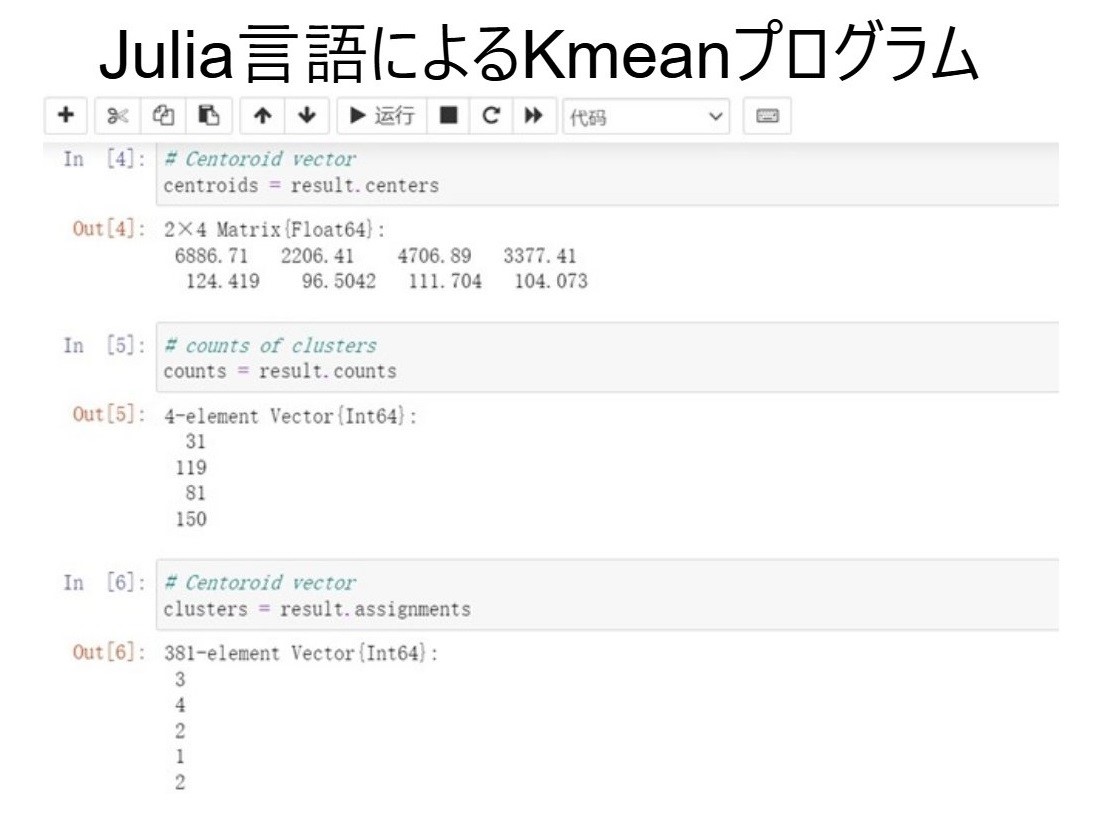 Julia言語によるKmeanプログラム
运行 代码
In [4]: # Centoroid vector
centroids = result.centers
Out[4]: 2×4 Matrix{Float64}:
6886.71 2206.41 4706.89 3377.41
124.419 96.5042 111.704 104.073
In [5]: # counts of clusters
counts = result.counts
Out[5]: 4-element Vector{Int64}:
31
119
81
150
In [6]: # Centoroid vector
clusters = result.assignments
Out[6]: 381-element Vector{Int64}:
3
4
2
1
2